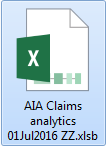 X
AIA Claims
analytics
01Jul2016 ZZ.xlsb